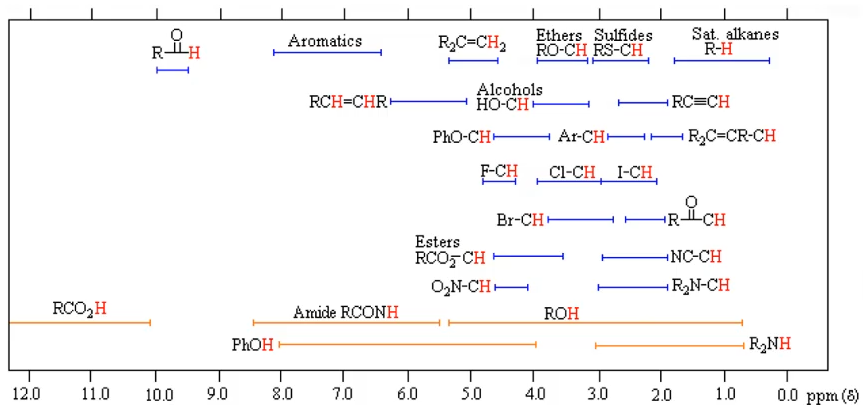 O
R H
Aromatics
R₂C=CH₂
Ethers
RO-CH
Sulfides
RS-CH
Sat. alkanes
R-H
RCH=CHR
Alcohols
HO-CH
RC≡CH
PhO-CH
Ar-CH
R₂C=CR-CH
F-CH
Cl-CH
I-CH
Br-CH
O
R CH
Esters
RCO₂-CH
NC-CH
O₂N-CH
R₂N-CH
RCO₂H
Amide RCONH
ROH
PhOH
R₂NH
12.0 11.0 10.0 9.0 8.0 7.0 6.0 5.0 4.0 3.0 2.0 1.0 0.0 ppm (δ)